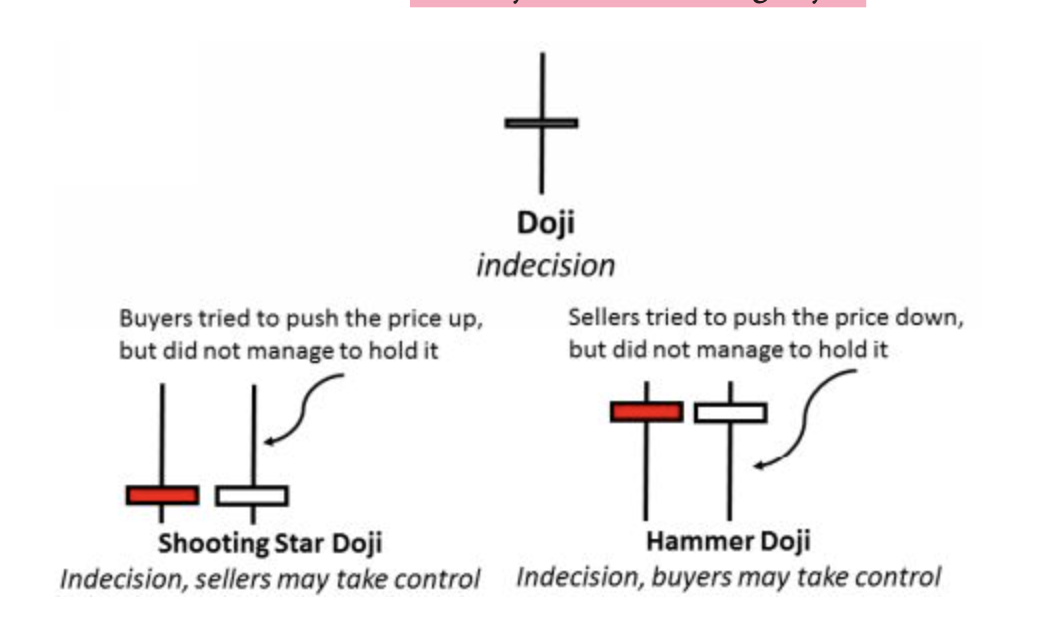 Doji
indecision
Buyers tried to push the price up,
but did not manage to hold it
Sellers tried to push the price down,
but did not manage to hold it
Shooting Star Doji
Indecision, sellers may take control
Hammer Doji
Indecision, buyers may take control